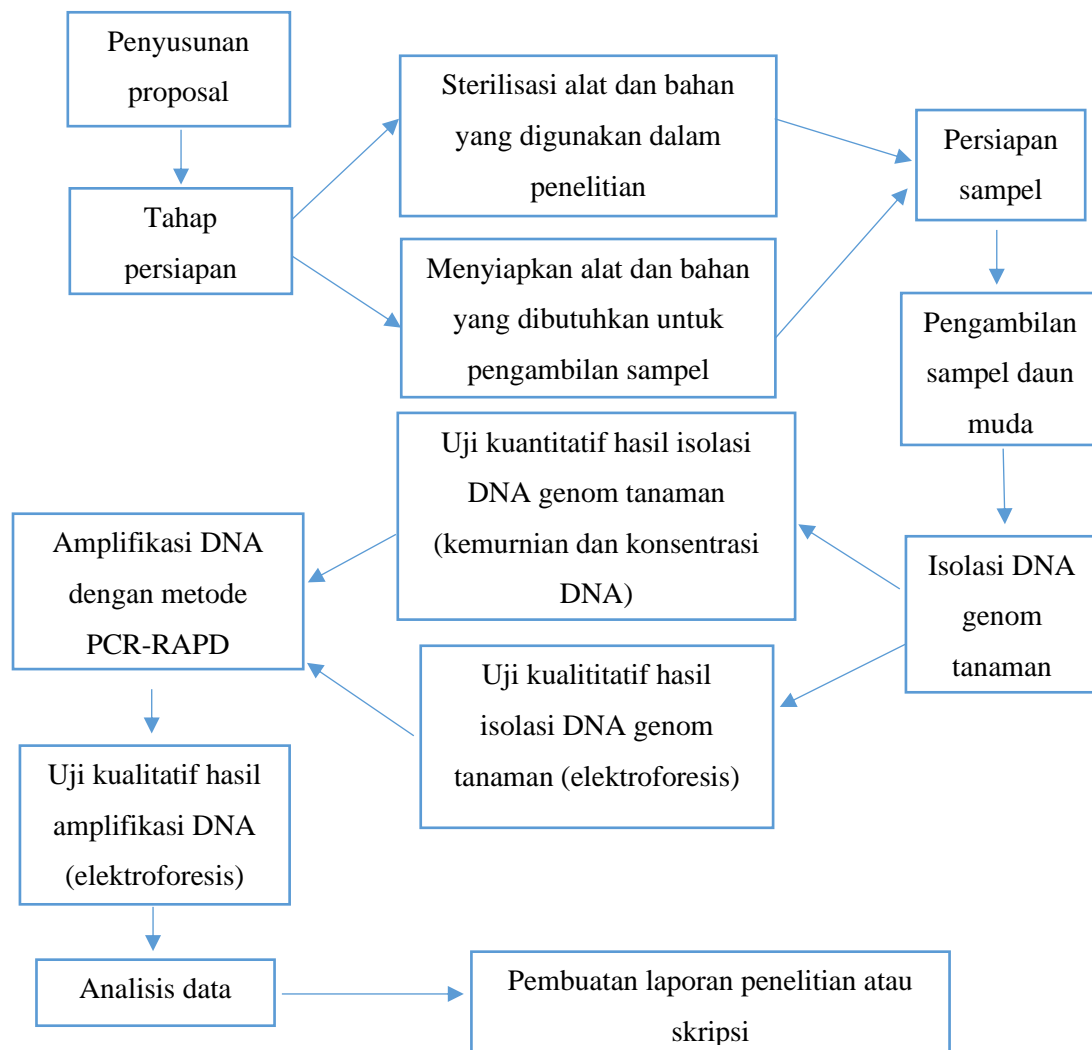 Penyusunan
proposal
Tahap
persiapan
Sterilisasi alat dan bahan
yang digunakan dalam
penelitian
Menyiapkan alat dan bahan
yang dibutuhkan untuk
pengambilan sampel
Persiapan
sampel
Pengambilan
sampel daun
muda
Isolasi DNA
genom
tanaman
Uji kuantitatif hasil isolasi
DNA genom tanaman
(kemurnian dan konsentrasi
DNA)
Uji kualititatif hasil
isolasi DNA genom
tanaman (elektroforesis)
Amplifikasi DNA
dengan metode
PCR-RAPD
Uji kualitatif hasil
amplifikasi DNA
(elektroforesis)
Analisis data
Pembuatan laporan penelitian atau
skripsi